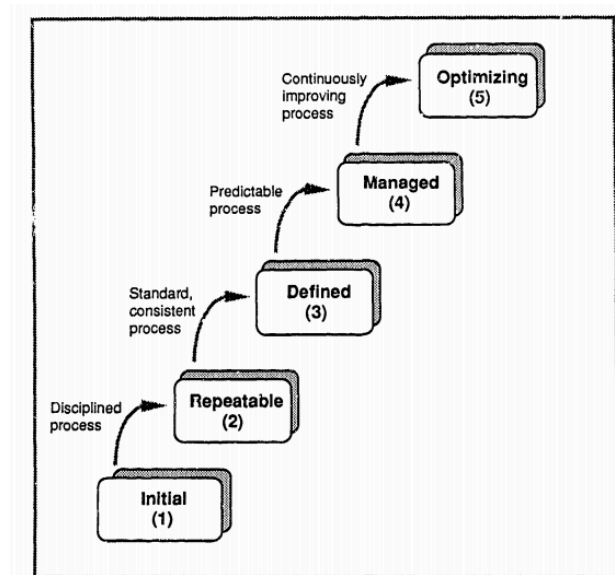 Continuously
improving
process
Optimizing
(5)
Predictable
process
Managed
(4)
Standard,
consistent
process
Defined
(3)
Disciplined
process
Repeatable
(2)
Initial
(1)